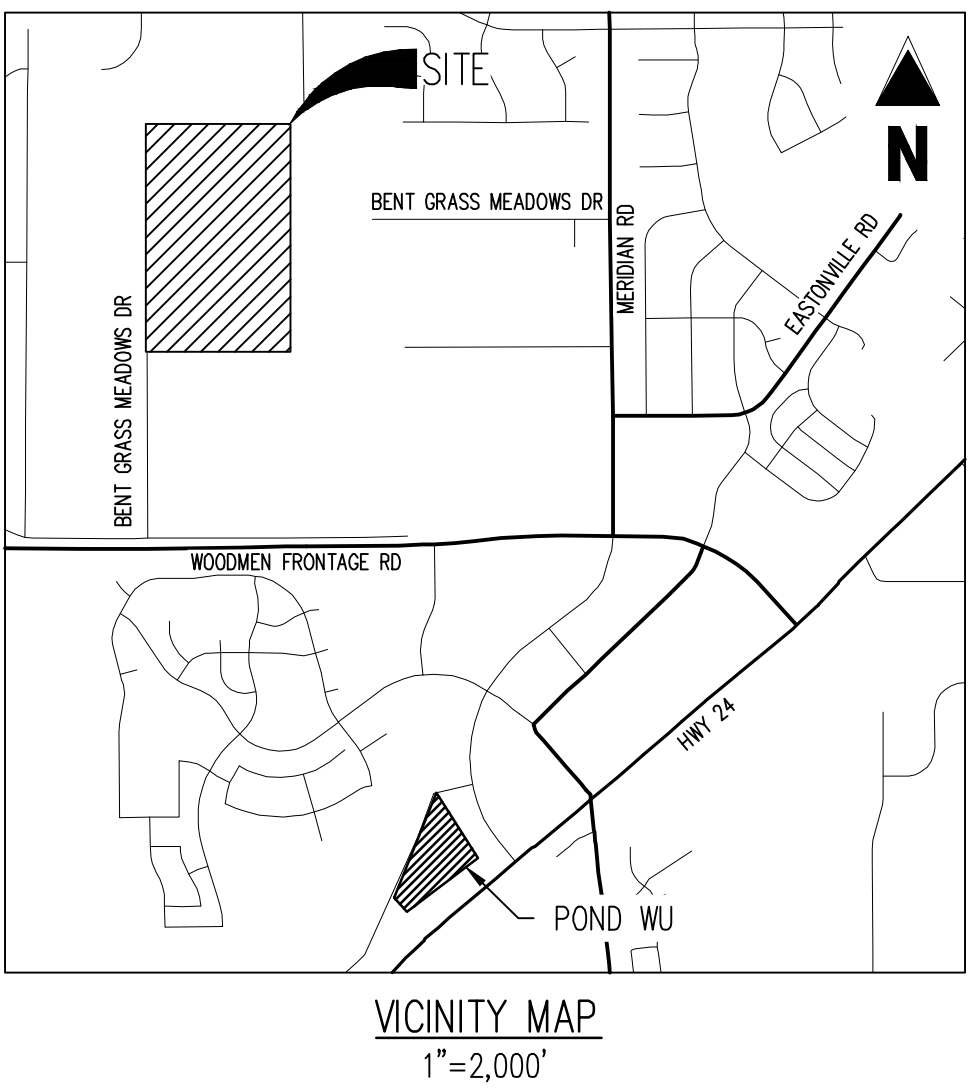 SITE
N
BENT GRASS MEADOWS DR
MERIDIAN RD
EASTONVILLE RD
BENT GRASS MEADOWS DR
WOODMEN FRONTAGE RD
HWY 24
POND WU
VICINITY MAP
1"=2,000'